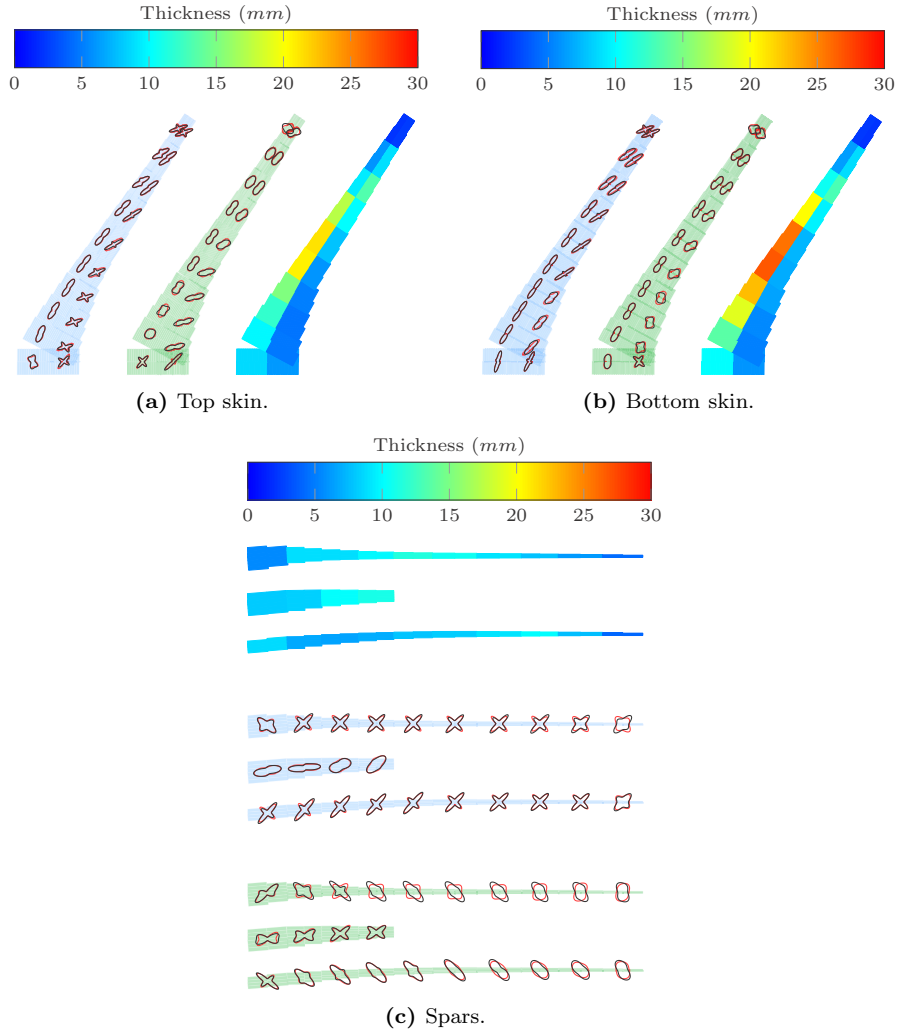 Thickness (mm) Thickness (mm)
0 5 10 15 20 25 30 0 5 10 15 20 25 30
(a) Top skin. (b) Bottom skin.
Thickness (mm)
0 5 10 15 20 25 30
(c) Spars.